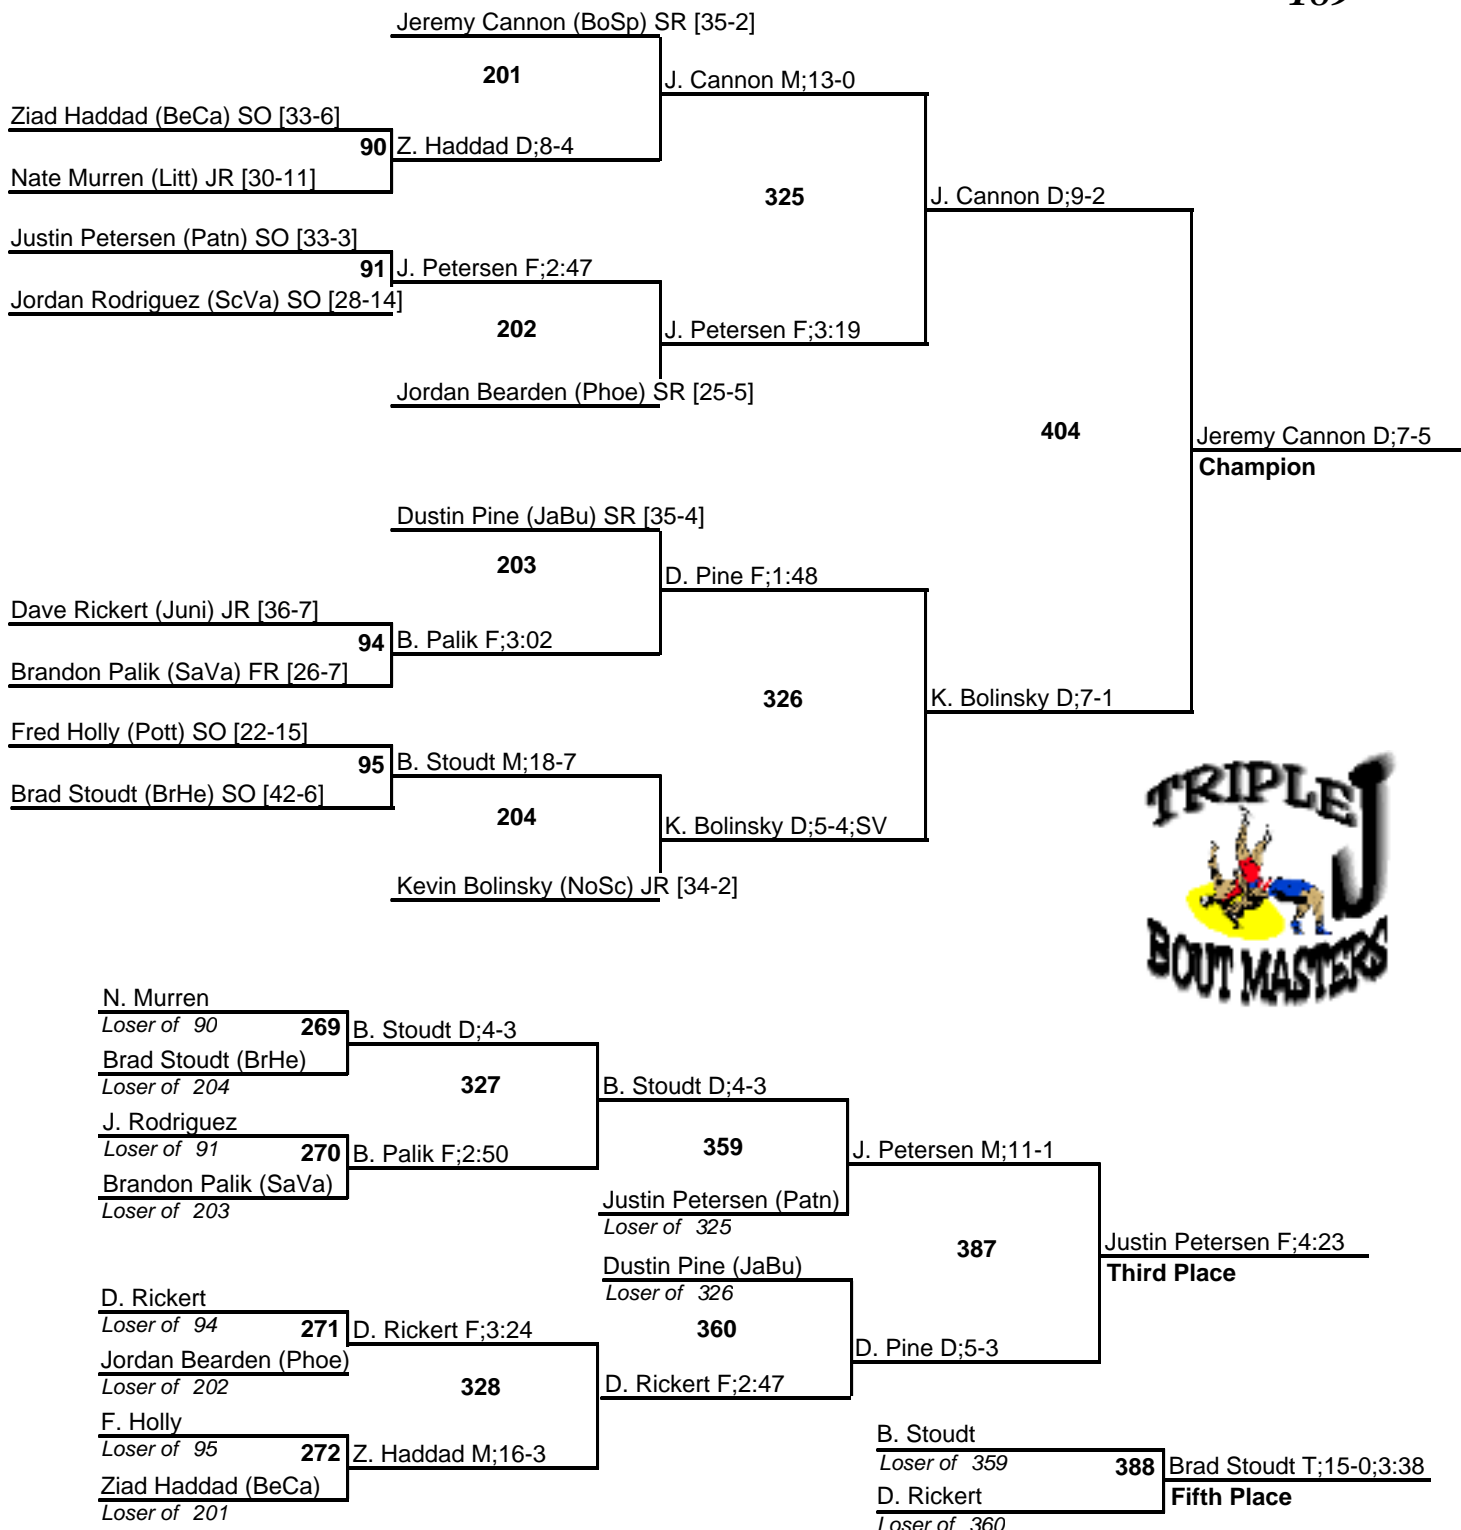 Jeremy Cannon (BoSp) SR [35-2]
201
J. Cannon M;13-0
Ziad Haddad (BeCa) SO [33-6]
90 Z. Haddad D;8-4
Nate Murren (Litt) JR [30-11]
325
J. Cannon D;9-2
Justin Petersen (Patn) SO [33-3]
91 J. Petersen F;2:47
Jordan Rodriguez (ScVa) SO [28-14]
202
J. Petersen F;3:19
Jordan Bearden (Phoe) SR [25-5]
404
Jeremy Cannon D;7-5
Champion
Dustin Pine (JaBu) SR [35-4]
203
D. Pine F;1:48
Dave Rickert (Juni) JR [36-7]
94 B. Palik F;3:02
Brandon Palik (SaVa) FR [26-7]
326
K. Bolinsky D;7-1
Fred Holly (Pott) SO [22-15]
95 B. Stoudt M;18-7
Brad Stoudt (BrHe) SO [42-6]
204
K. Bolinsky D;5-4;SV
Kevin Bolinsky (NoSc) JR [34-2]
TRIPLE J
BOUT MASTERS
N. Murren
Loser of 90 269 B. Stoudt D;4-3
Brad Stoudt (BrHe)
Loser of 204
327
B. Stoudt D;4-3
J. Rodriguez
Loser of 91 270 B. Palik F;2:50
Brandon Palik (SaVa)
Loser of 203
359
J. Petersen M;11-1
Justin Petersen (Patn)
Loser of 325
387
Justin Petersen F;4:23
Third Place
Dustin Pine (JaBu)
Loser of 326
D. Rickert
Loser of 94 271 D. Rickert F;3:24
Jordan Bearden (Phoe)
Loser of 202
360
D. Pine D;5-3
328
D. Rickert F;2:47
F. Holly
Loser of 95 272 Z. Haddad M;16-3
Ziad Haddad (BeCa)
Loser of 201
B. Stoudt
Loser of 359 388 Brad Stoudt T;15-0;3:38
D. Rickert
Fifth Place
Loser of 360